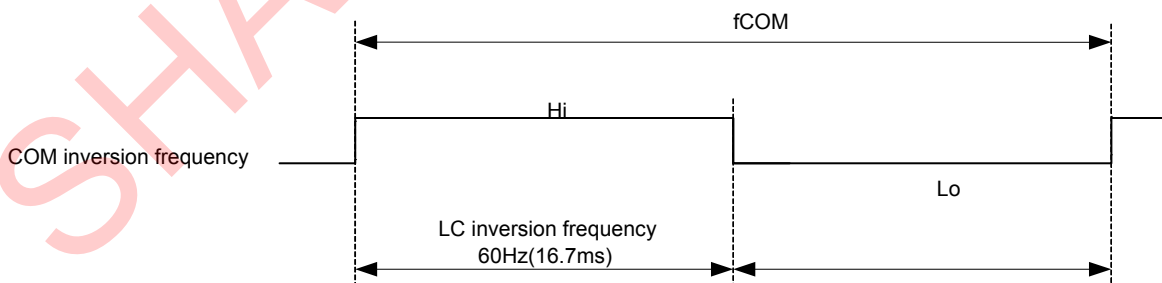 fCOM
Hi
COM inversion frequency
Lo
LC inversion frequency
60Hz(16.7ms)
SHA